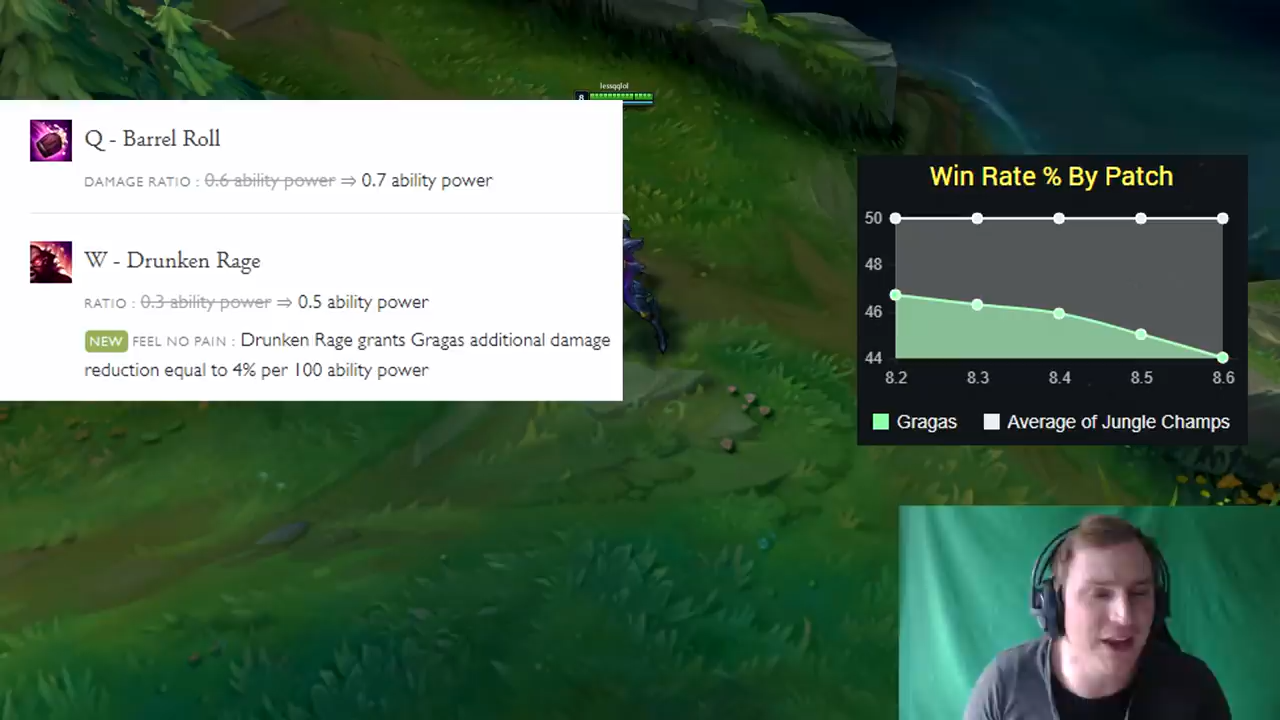 lessqqlol
8
Q - Barrel Roll
DAMAGE RATIO : 0.6 ability power ⇒ 0.7 ability power
W - Drunken Rage
RATIO : 0.3 ability power ⇒ 0.5 ability power
NEW FEEL NO PAIN : Drunken Rage grants Gragas additional damage
reduction equal to 4% per 100 ability power
Win Rate % By Patch
50
48
46
44
8.2 8.3 8.4 8.5 8.6
Gragas Average of Jungle Champs